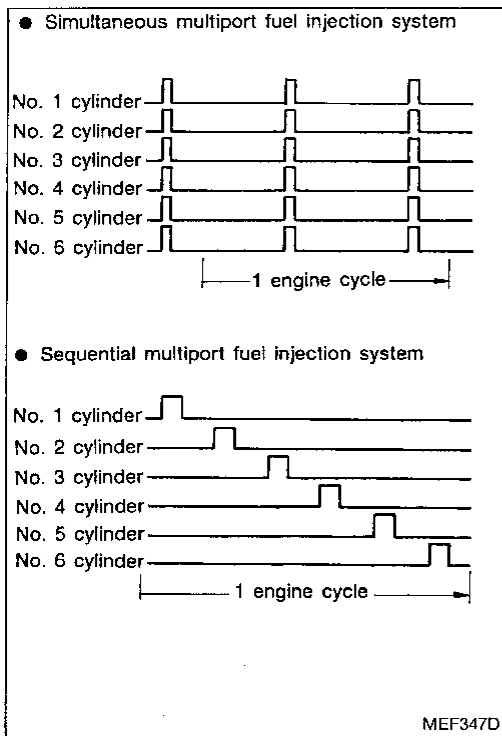 ● Simultaneous multiport fuel injection system
No. 1 cylinder
No. 2 cylinder
No. 3 cylinder
No. 4 cylinder
No. 5 cylinder
No. 6 cylinder
1 engine cycle
● Sequential multiport fuel injection system
No. 1 cylinder
No. 2 cylinder
No. 3 cylinder
No. 4 cylinder
No. 5 cylinder
No. 6 cylinder
1 engine cycle
MEF347D